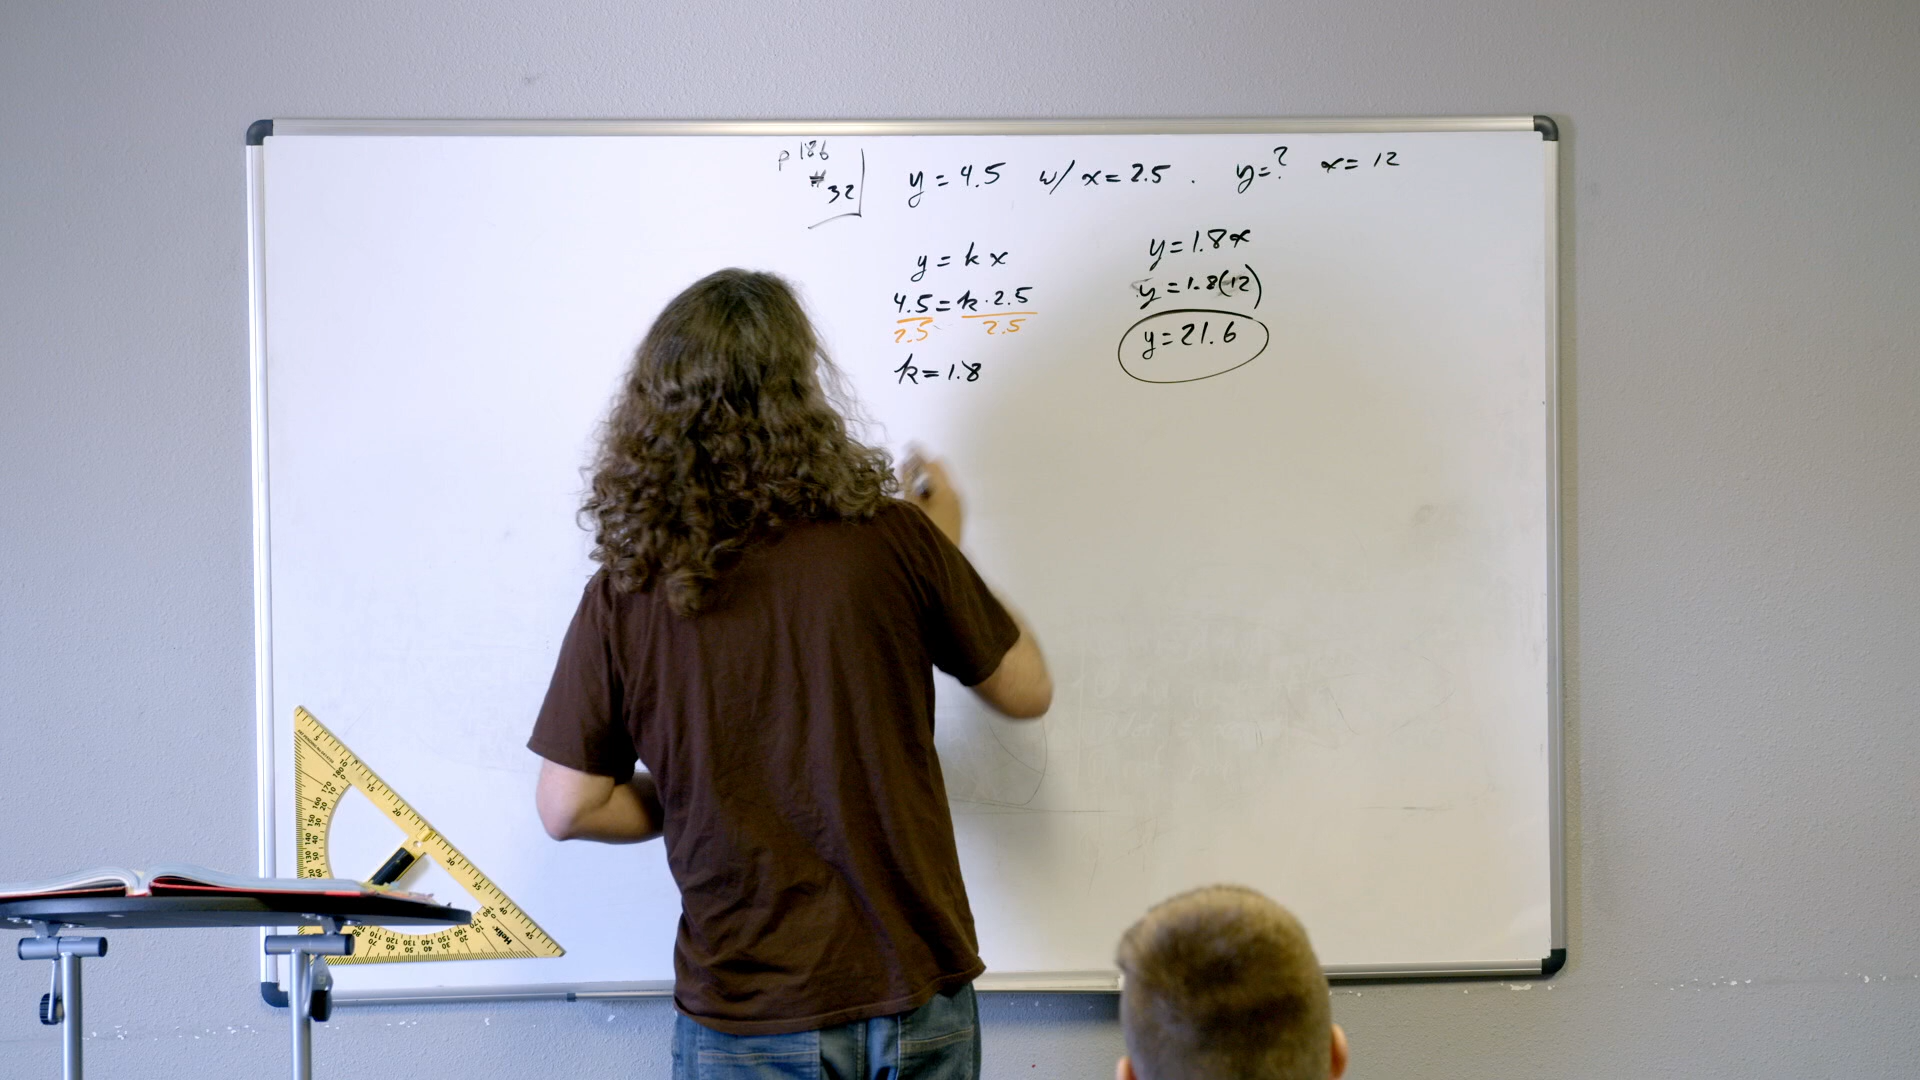 p 186
# 32
y = 4.5 w/ x = 2.5 . y = ? x = 12
y = k x
4.5 = k · 2.5
2.5 2.5
k = 1.8
y = 1.8x
y = 1.8(12)
y = 21.6
Helix